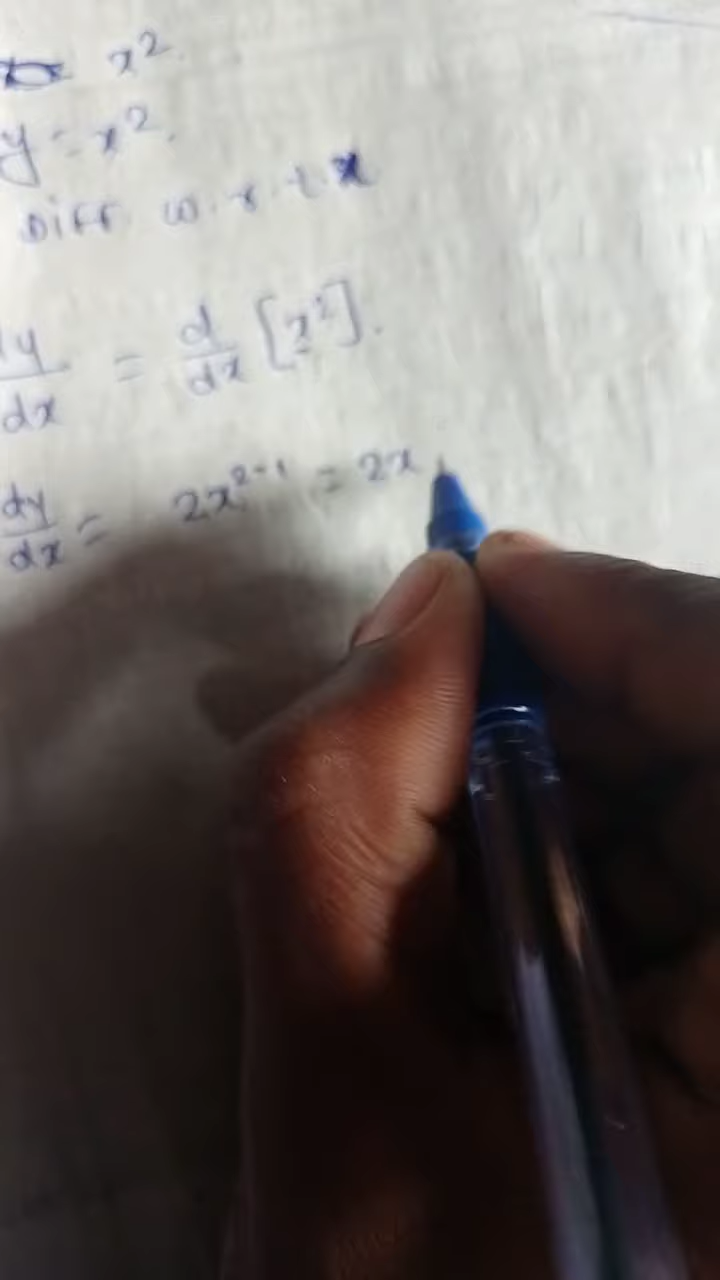 x²
y = x².
Diff. w.r.t. x
dy/dx = d/dx [x²].
dy/dx = 2x²⁻¹ = 2x